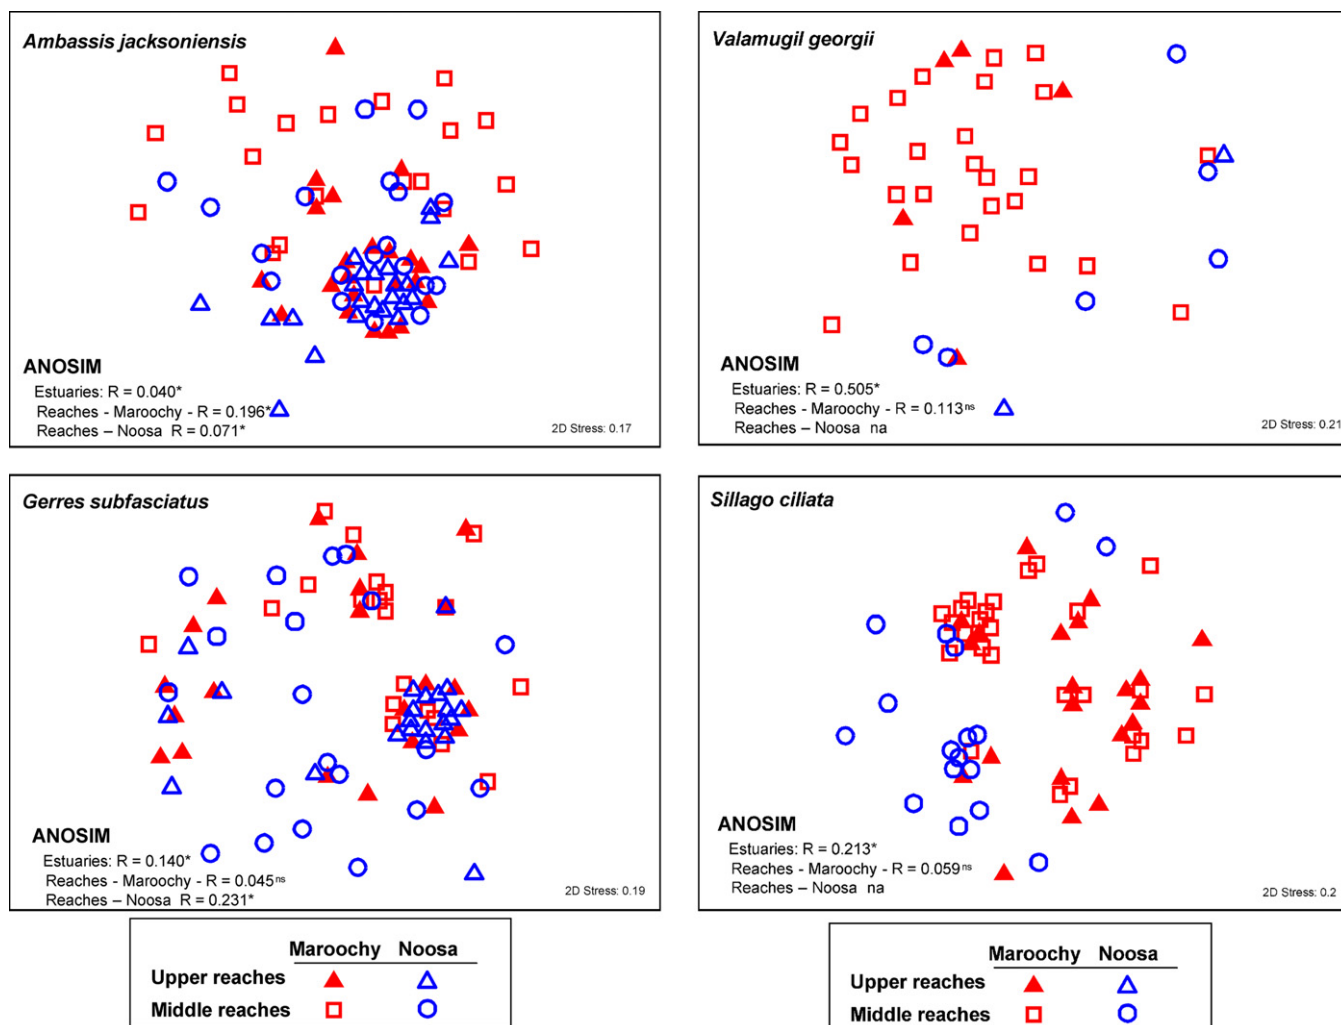 Ambassis jacksoniensis
ANOSIM
Estuaries: R = 0.040*
Reaches - Maroochy - R = 0.196*
Reaches – Noosa R = 0.071*
2D Stress: 0.17
Valamugil georgii
ANOSIM
Estuaries: R = 0.505*
Reaches - Maroochy - R = 0.113ns
Reaches – Noosa na
2D Stress: 0.21
Gerres subfasciatus
ANOSIM
Estuaries: R = 0.140*
Reaches - Maroochy - R = 0.045ns
Reaches – Noosa R = 0.231*
2D Stress: 0.19
Sillago ciliata
ANOSIM
Estuaries: R = 0.213*
Reaches - Maroochy - R = 0.059ns
Reaches – Noosa na
2D Stress: 0.2
Maroochy Noosa
Upper reaches
Middle reaches
Maroochy Noosa
Upper reaches
Middle reaches